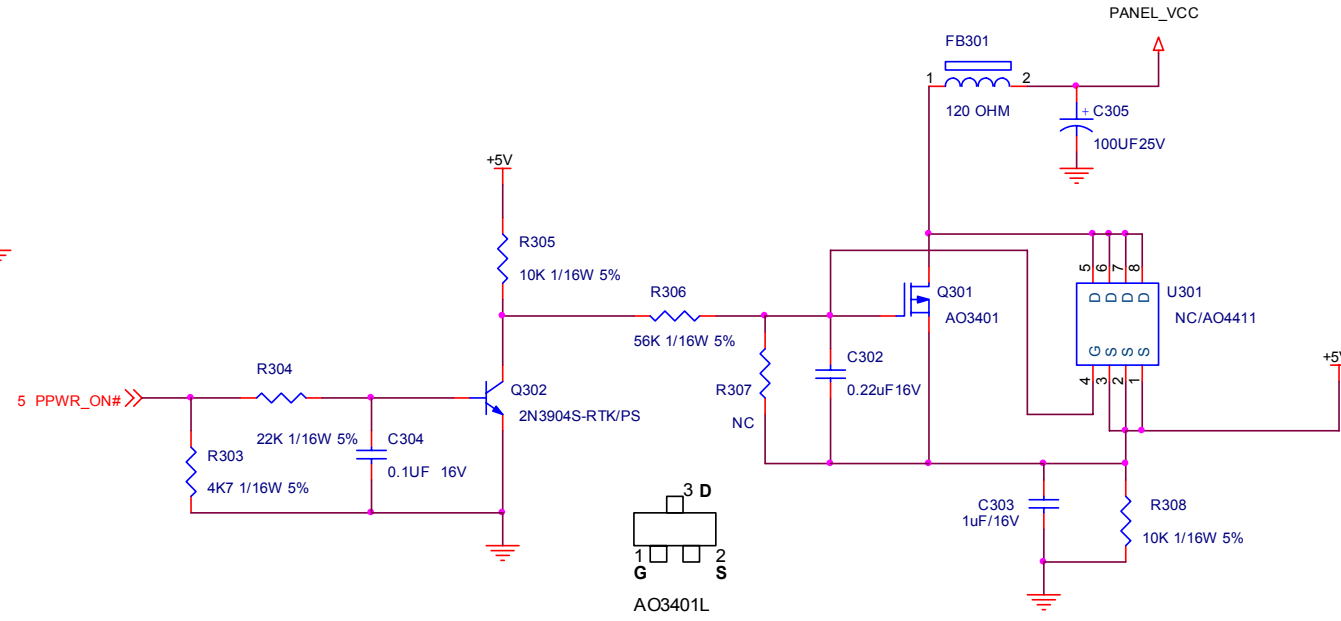 PANEL_VCC
FB301
1
2
120 OHM
+ C305
100UF25V
+5V
R305
10K 1/16W 5%
R306
56K 1/16W 5%
Q301
AO3401
5
6
7
8
D
D
D
D
U301
NC/AO4411
G
S
S
S
4
3
2
1
+5V
R307
NC
C302
0.22uF16V
R304
22K 1/16W 5%
5 PPWR_ON#
Q302
2N3904S-RTK/PS
R303
4K7 1/16W 5%
C304
0.1UF 16V
3 D
1
G
2
S
AO3401L
C303
1uF/16V
R308
10K 1/16W 5%